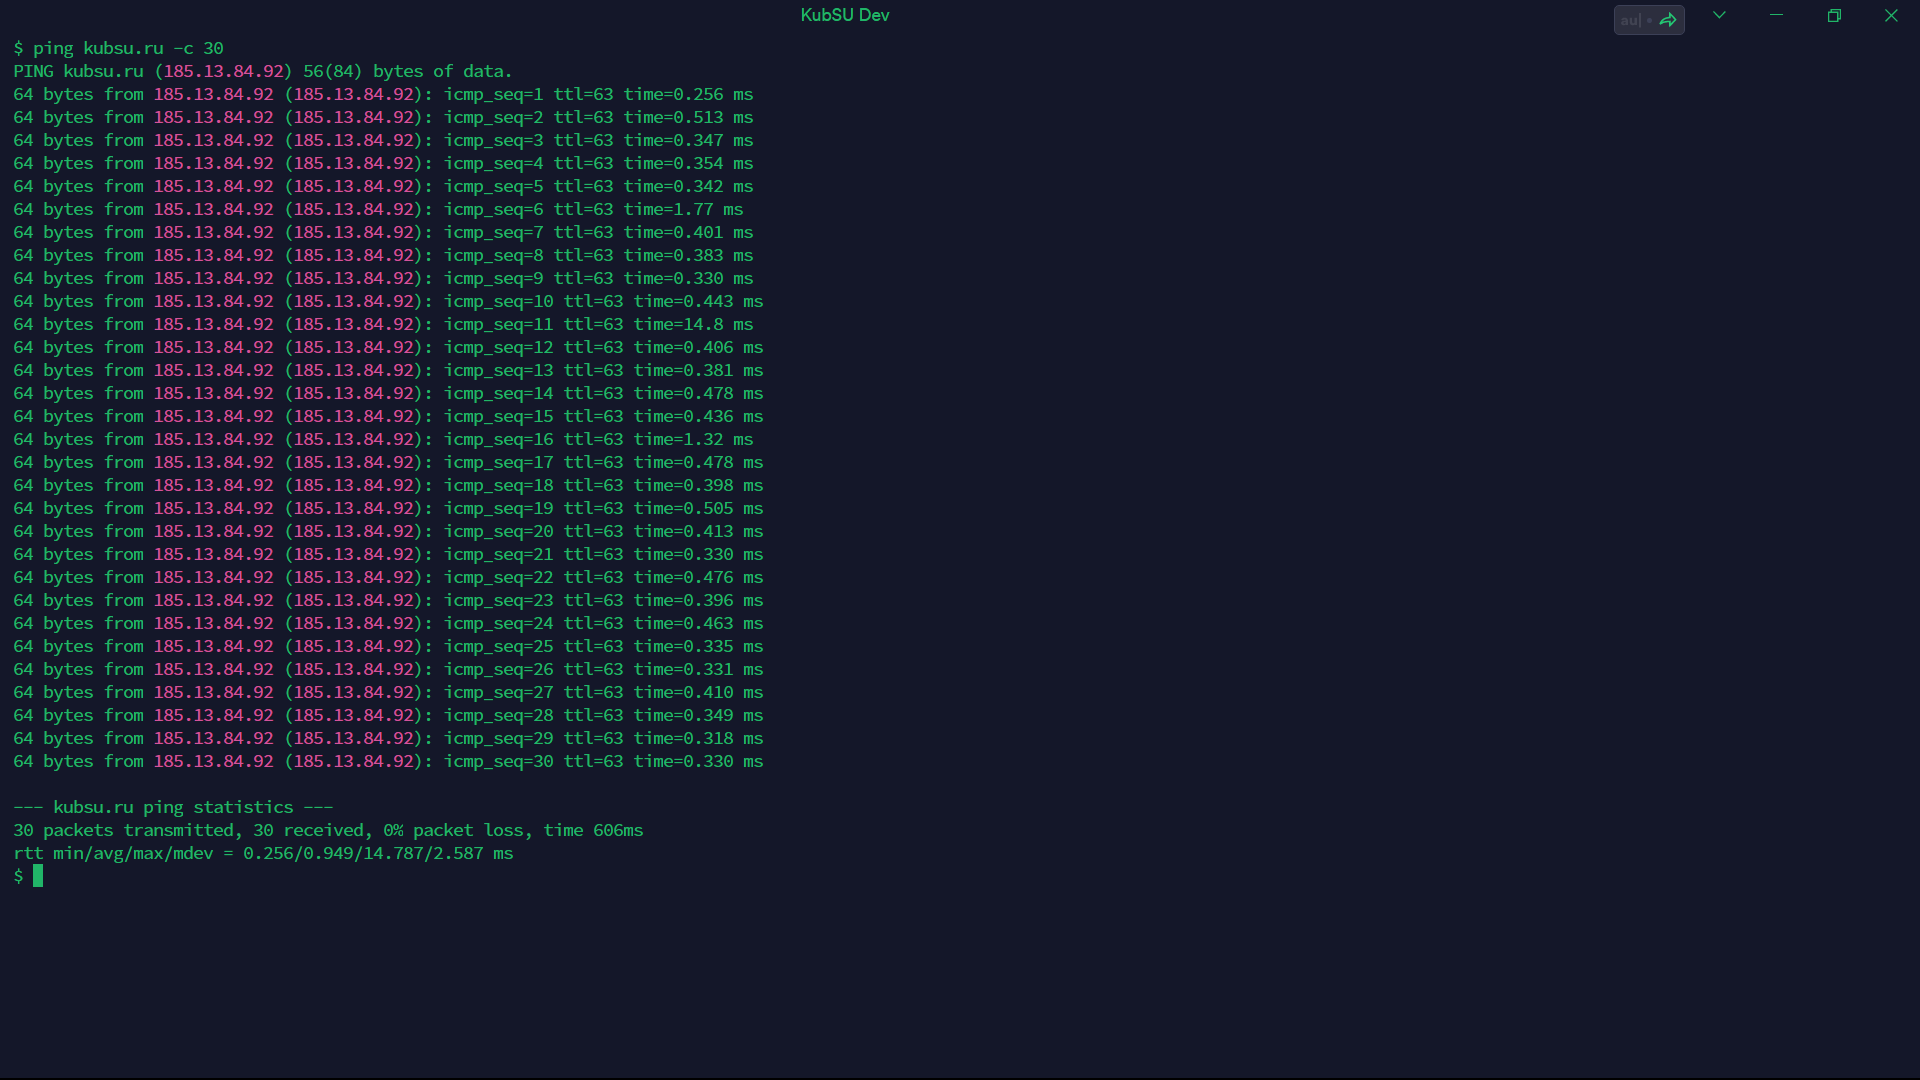 KubSU Dev
au|
$ ping kubsu.ru -c 30
PING kubsu.ru (185.13.84.92) 56(84) bytes of data.
64 bytes from 185.13.84.92 (185.13.84.92): icmp_seq=1 ttl=63 time=0.256 ms
64 bytes from 185.13.84.92 (185.13.84.92): icmp_seq=2 ttl=63 time=0.513 ms
64 bytes from 185.13.84.92 (185.13.84.92): icmp_seq=3 ttl=63 time=0.347 ms
64 bytes from 185.13.84.92 (185.13.84.92): icmp_seq=4 ttl=63 time=0.354 ms
64 bytes from 185.13.84.92 (185.13.84.92): icmp_seq=5 ttl=63 time=0.342 ms
64 bytes from 185.13.84.92 (185.13.84.92): icmp_seq=6 ttl=63 time=1.77 ms
64 bytes from 185.13.84.92 (185.13.84.92): icmp_seq=7 ttl=63 time=0.401 ms
64 bytes from 185.13.84.92 (185.13.84.92): icmp_seq=8 ttl=63 time=0.383 ms
64 bytes from 185.13.84.92 (185.13.84.92): icmp_seq=9 ttl=63 time=0.330 ms
64 bytes from 185.13.84.92 (185.13.84.92): icmp_seq=10 ttl=63 time=0.443 ms
64 bytes from 185.13.84.92 (185.13.84.92): icmp_seq=11 ttl=63 time=14.8 ms
64 bytes from 185.13.84.92 (185.13.84.92): icmp_seq=12 ttl=63 time=0.406 ms
64 bytes from 185.13.84.92 (185.13.84.92): icmp_seq=13 ttl=63 time=0.381 ms
64 bytes from 185.13.84.92 (185.13.84.92): icmp_seq=14 ttl=63 time=0.478 ms
64 bytes from 185.13.84.92 (185.13.84.92): icmp_seq=15 ttl=63 time=0.436 ms
64 bytes from 185.13.84.92 (185.13.84.92): icmp_seq=16 ttl=63 time=1.32 ms
64 bytes from 185.13.84.92 (185.13.84.92): icmp_seq=17 ttl=63 time=0.478 ms
64 bytes from 185.13.84.92 (185.13.84.92): icmp_seq=18 ttl=63 time=0.398 ms
64 bytes from 185.13.84.92 (185.13.84.92): icmp_seq=19 ttl=63 time=0.505 ms
64 bytes from 185.13.84.92 (185.13.84.92): icmp_seq=20 ttl=63 time=0.413 ms
64 bytes from 185.13.84.92 (185.13.84.92): icmp_seq=21 ttl=63 time=0.330 ms
64 bytes from 185.13.84.92 (185.13.84.92): icmp_seq=22 ttl=63 time=0.476 ms
64 bytes from 185.13.84.92 (185.13.84.92): icmp_seq=23 ttl=63 time=0.396 ms
64 bytes from 185.13.84.92 (185.13.84.92): icmp_seq=24 ttl=63 time=0.463 ms
64 bytes from 185.13.84.92 (185.13.84.92): icmp_seq=25 ttl=63 time=0.335 ms
64 bytes from 185.13.84.92 (185.13.84.92): icmp_seq=26 ttl=63 time=0.331 ms
64 bytes from 185.13.84.92 (185.13.84.92): icmp_seq=27 ttl=63 time=0.410 ms
64 bytes from 185.13.84.92 (185.13.84.92): icmp_seq=28 ttl=63 time=0.349 ms
64 bytes from 185.13.84.92 (185.13.84.92): icmp_seq=29 ttl=63 time=0.318 ms
64 bytes from 185.13.84.92 (185.13.84.92): icmp_seq=30 ttl=63 time=0.330 ms
--- kubsu.ru ping statistics ---
30 packets transmitted, 30 received, 0% packet loss, time 606ms
rtt min/avg/max/mdev = 0.256/0.949/14.787/2.587 ms
$